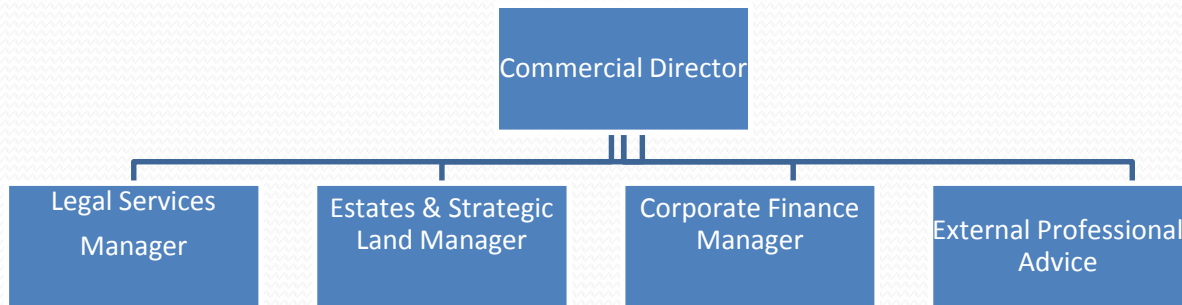 Commercial Director
Legal Services
Manager
Estates & Strategic
Land Manager
Corporate Finance
Manager
External Professional
Advice